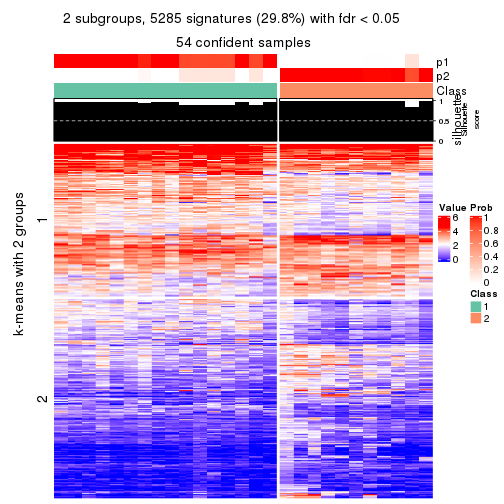 2 subgroups, 5285 signatures (29.8%) with fdr < 0.05
54 confident samples
p1
p2
Class
1
0.5
0
silhouette
Silhouette
score
k-means with 2 groups
1
2
Value
6
4
2
0
Prob
1
0.8
0.6
0.4
0.2
0
Class
1
2